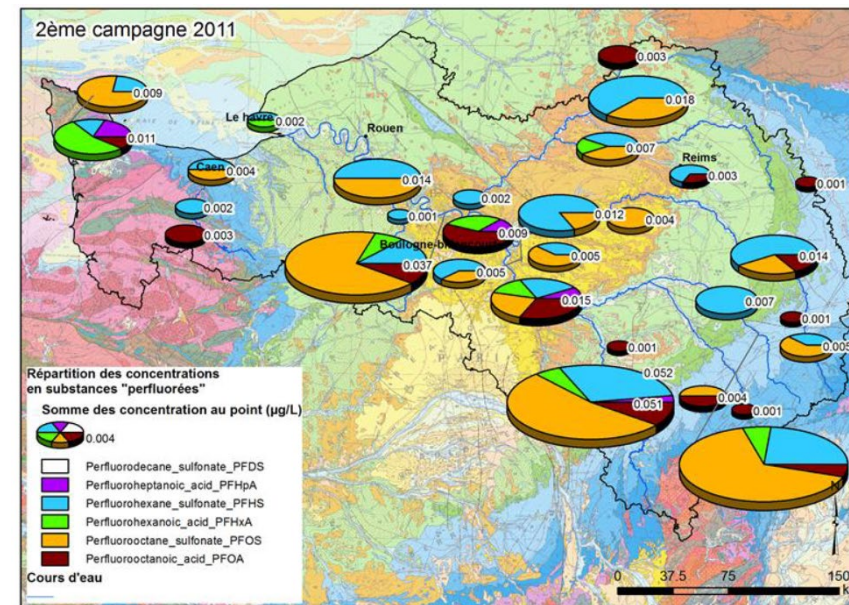 2ème campagne 2011
0.003
0.009
0.018
0.002
Le havre
Rouen
0.011
0.007
Reims
0.004
Caen
0.014
0.003
0.001
0.002
0.002
0.001
0.012
0.004
0.003
0.009
0.037
0.005
0.014
0.005
0.015
0.007
0.001
0.001
0.005
0.052
0.051
0.004
0.001
Répartition des concentrations
en substances "perfluorées"
Somme des concentration au point (µg/L)
0.004
Perfluorodecane_sulfonate_PFDS
Perfluoroheptanoic_acid_PFHpA
Perfluorohexane_sulfonate_PFHS
Perfluorohexanoic_acid_PFHxA
Perfluorooctane_sulfonate_PFOS
Perfluorooctanoic_acid_PFOA
Cours d'eau
N
0 37.5 75 150